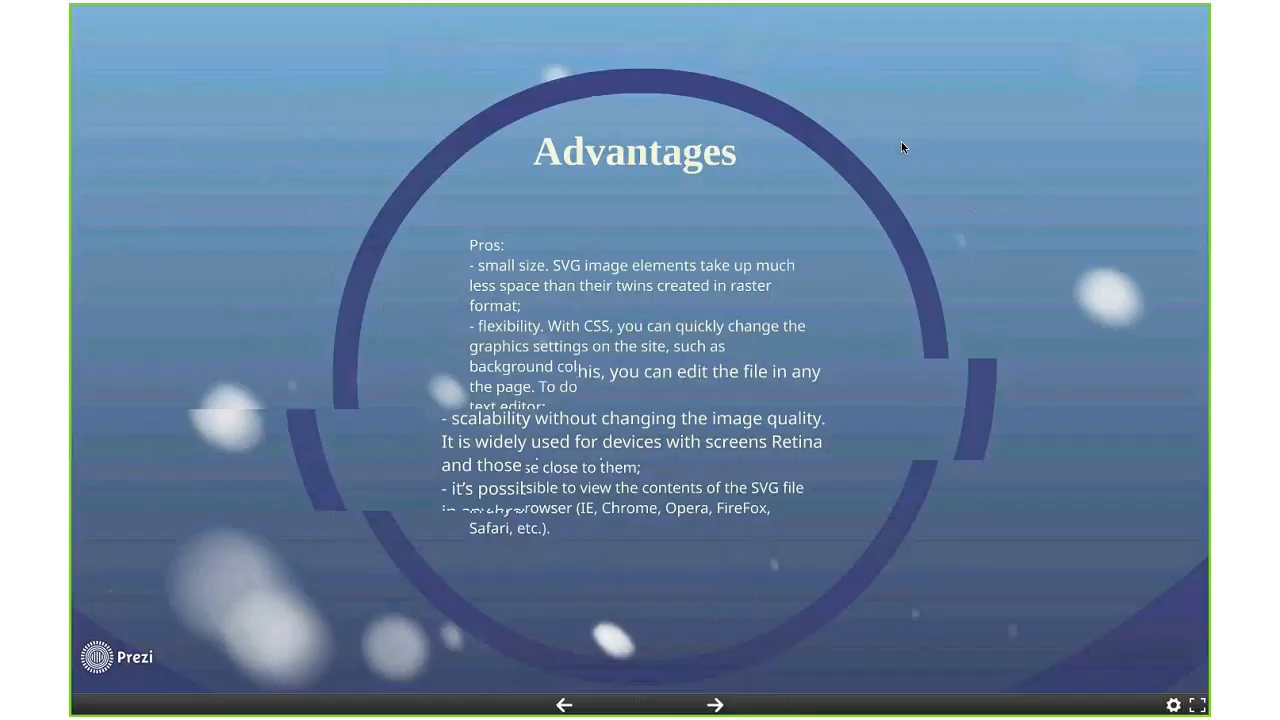 Advantages
Pros:
- small size. SVG image elements take up much
less space than their twins created in raster
format;
- flexibility. With CSS, you can quickly change the
graphics settings on the site, such as
background col
his, you can edit the file in any
the page. To do
text editor;
- scalability without changing the image quality.
It is widely used for devices with screens Retina
and those se close to them;
- it's possi sible to view the contents of the SVG file
rowser (IE, Chrome, Opera, FireFox,
Safari, etc.).
Prezi